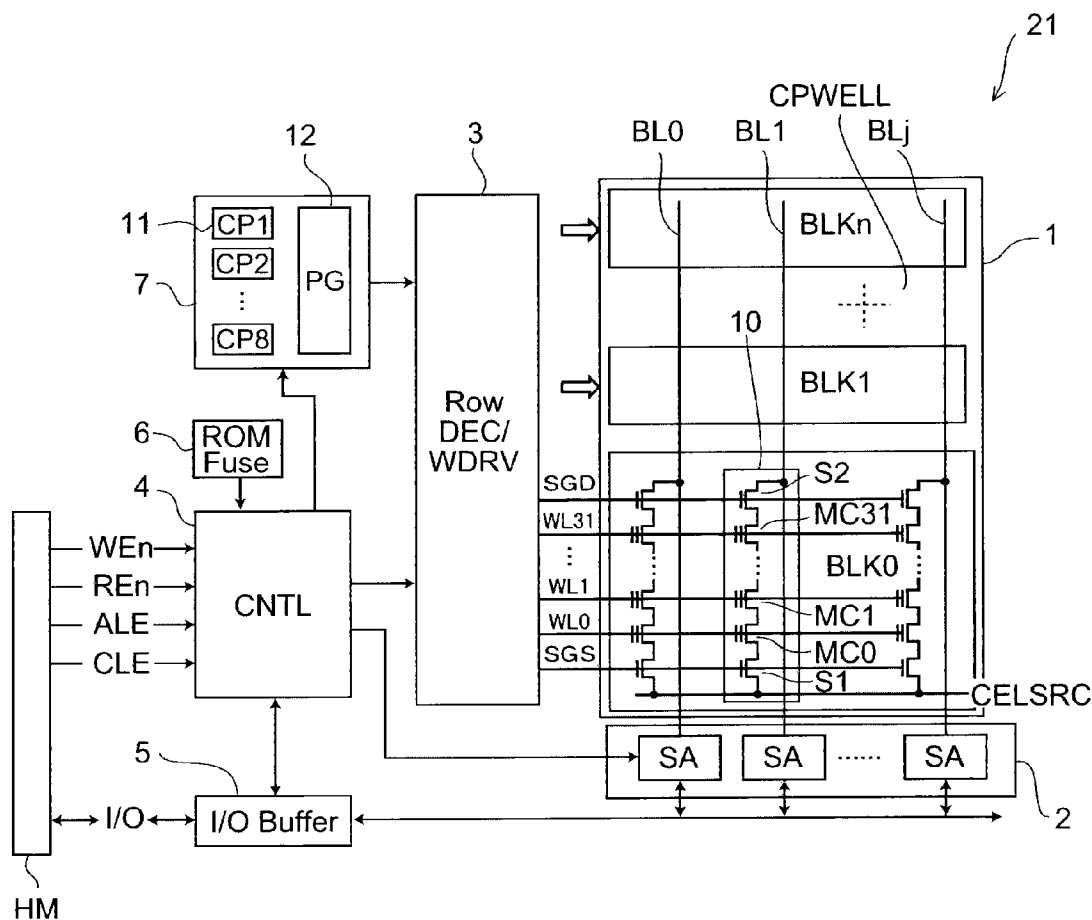 21
CPWELL
BL0
BL1
BLj
12
3
11
CP1
CP2
⋮
CP8
PG
7
BLKn
1
10
BLK1
Row
DEC/
WDRV
6
ROM
Fuse
4
SGD
S2
WL31
MC31
⋮
BLK0
WL1
MC1
WL0
MC0
SGS
S1
CELSRC
WEn
REn
ALE
CLE
CNTL
5
SA
SA
......
SA
I/O
I/O Buffer
2
HM